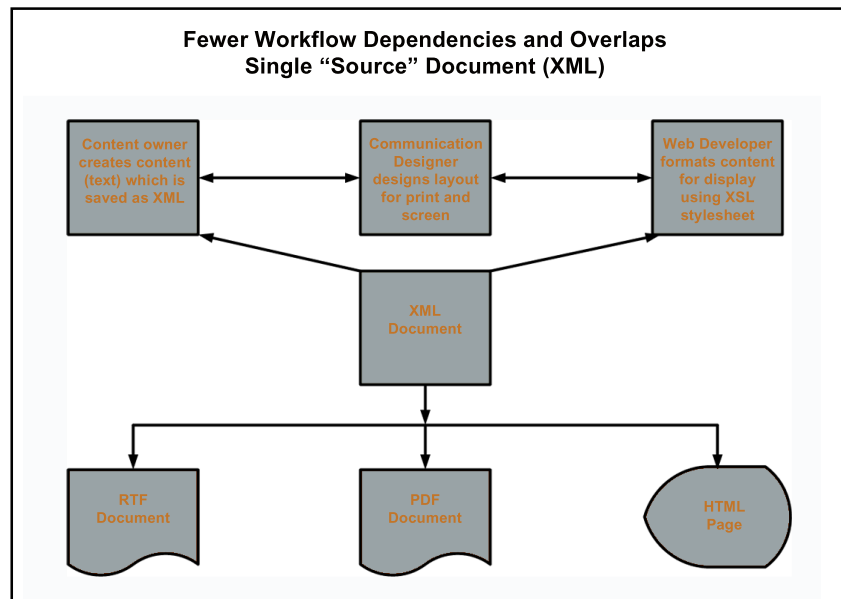 Fewer Workflow Dependencies and Overlaps
Single “Source” Document (XML)
Content owner
creates content
(text) which is
saved as XML
Communication
Designer
designs layout
for print and
screen
Web Developer
formats content
for display
using XSL
stylesheet
XML
Document
RTF
Document
PDF
Document
HTML
Page